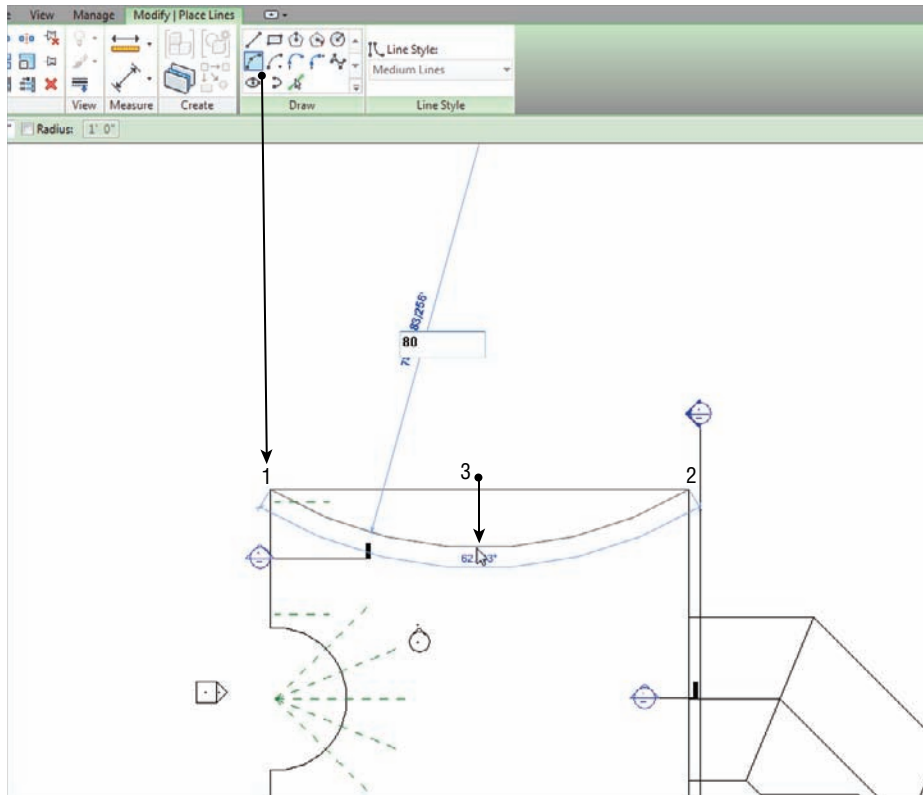 View Manage Modify | Place Lines
Line Style:
Medium Lines
View Measure Create Draw Line Style
Radius: 1' 0"
83/256"
80
1 3 2